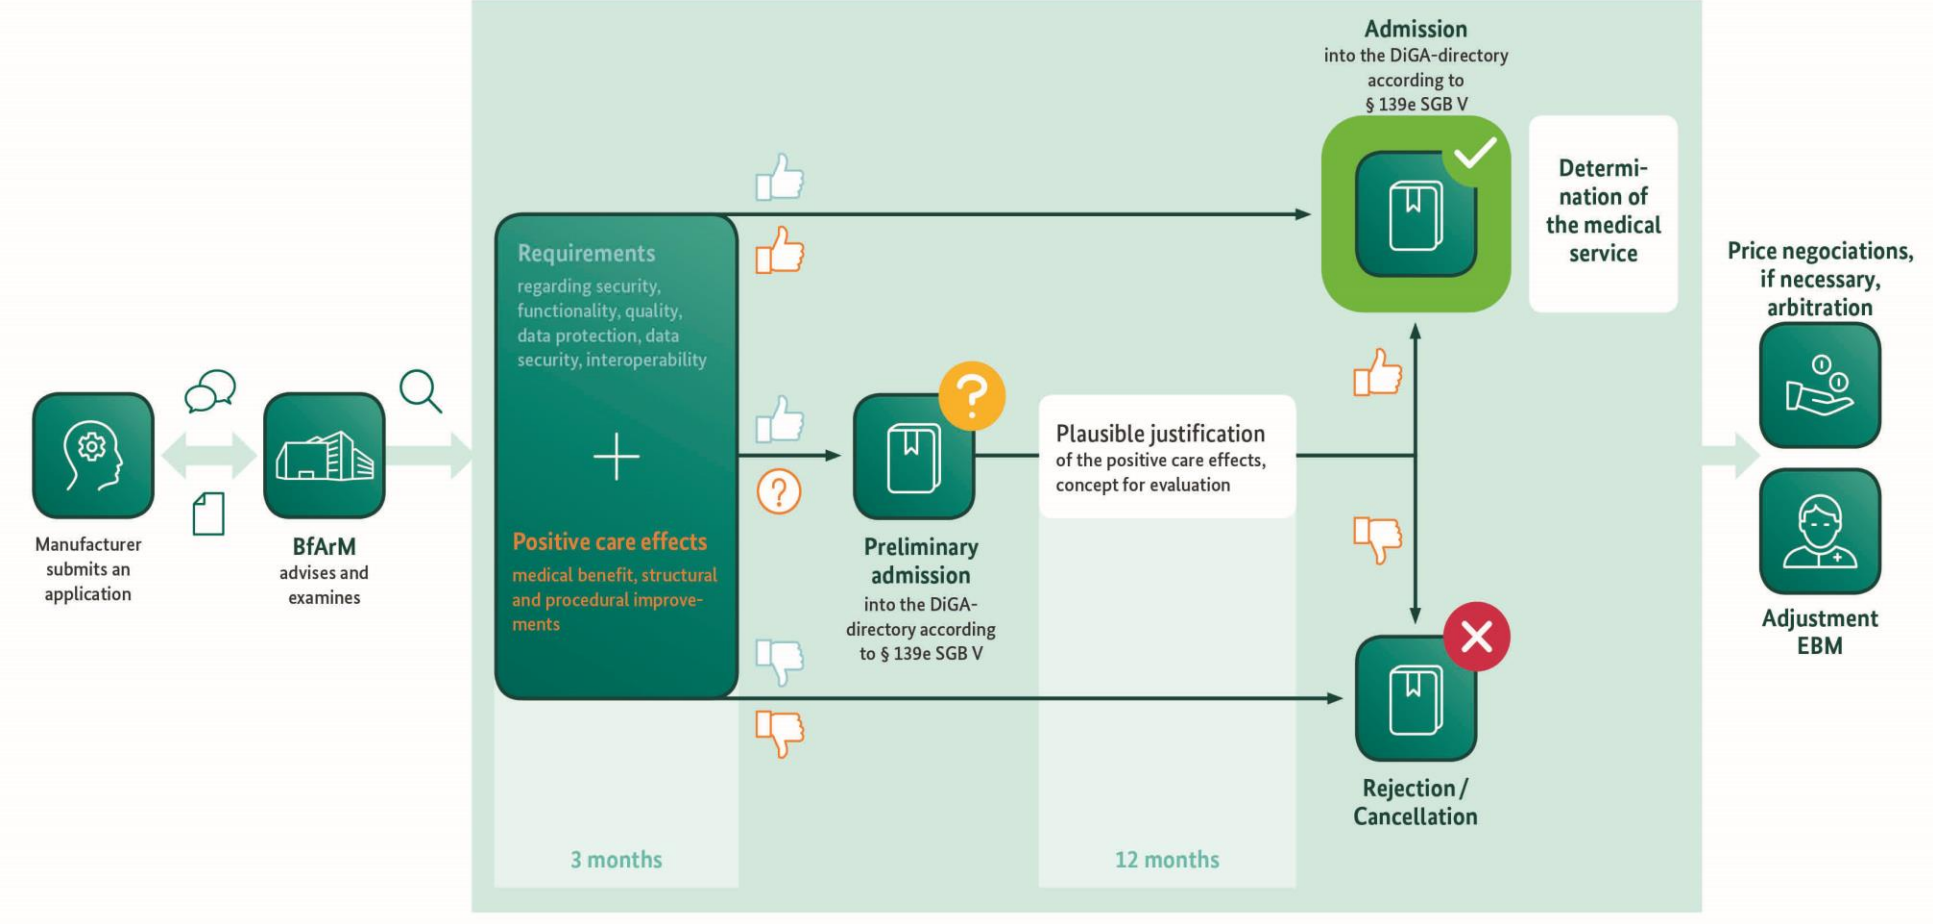 Manufacturer
submits an
application
BfArM
advises and
examines
Requirements
regarding security,
functionality, quality,
data protection, data
security, interoperability
Positive care effects
medical benefit, structural
and procedural improve-
ments
3 months
?
?
Preliminary
admission
into the DiGA-
directory according
to § 139e SGB V
Plausible justification
of the positive care effects,
concept for evaluation
12 months
Admission
into the DiGA-directory
according to
§ 139e SGB V
Determi-
nation of
the medical
service
Rejection /
Cancellation
Price negociations,
if necessary,
arbitration
Adjustment
EBM